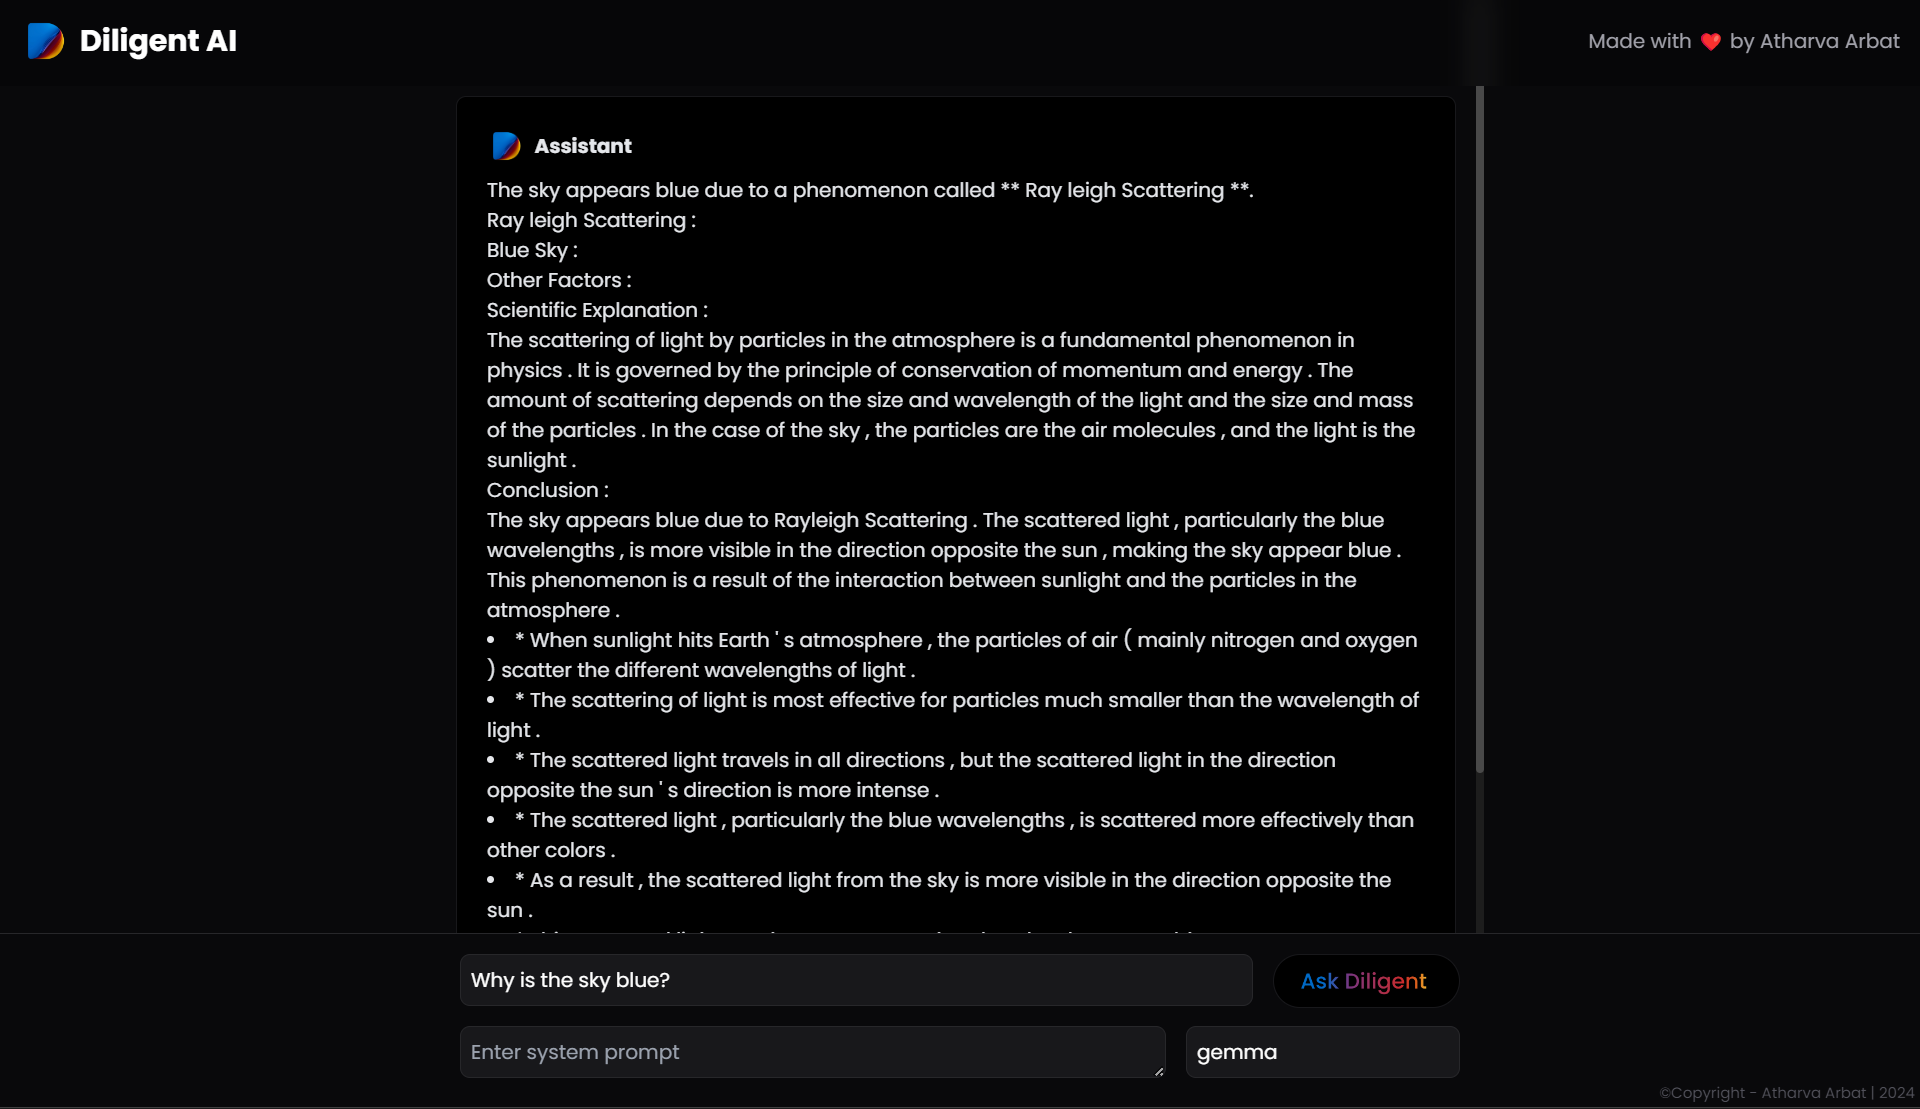 Diligent AI
Made with ❤️ by Atharva Arbat
Assistant
The sky appears blue due to a phenomenon called ** Ray leigh Scattering **.
Ray leigh Scattering :
Blue Sky :
Other Factors :
Scientific Explanation :
The scattering of light by particles in the atmosphere is a fundamental phenomenon in
physics . It is governed by the principle of conservation of momentum and energy . The
amount of scattering depends on the size and wavelength of the light and the size and mass
of the particles . In the case of the sky , the particles are the air molecules , and the light is the
sunlight .
Conclusion :
The sky appears blue due to Rayleigh Scattering . The scattered light , particularly the blue
wavelengths , is more visible in the direction opposite the sun , making the sky appear blue .
This phenomenon is a result of the interaction between sunlight and the particles in the
atmosphere .
• * When sunlight hits Earth ' s atmosphere , the particles of air ( mainly nitrogen and oxygen
) scatter the different wavelengths of light .
• * The scattering of light is most effective for particles much smaller than the wavelength of
light .
• * The scattered light travels in all directions , but the scattered light in the direction
opposite the sun ' s direction is more intense .
• * The scattered light , particularly the blue wavelengths , is scattered more effectively than
other colors .
• * As a result , the scattered light from the sky is more visible in the direction opposite the
sun .
Why is the sky blue?
Ask Diligent
Enter system prompt
gemma
©Copyright - Atharva Arbat | 2024